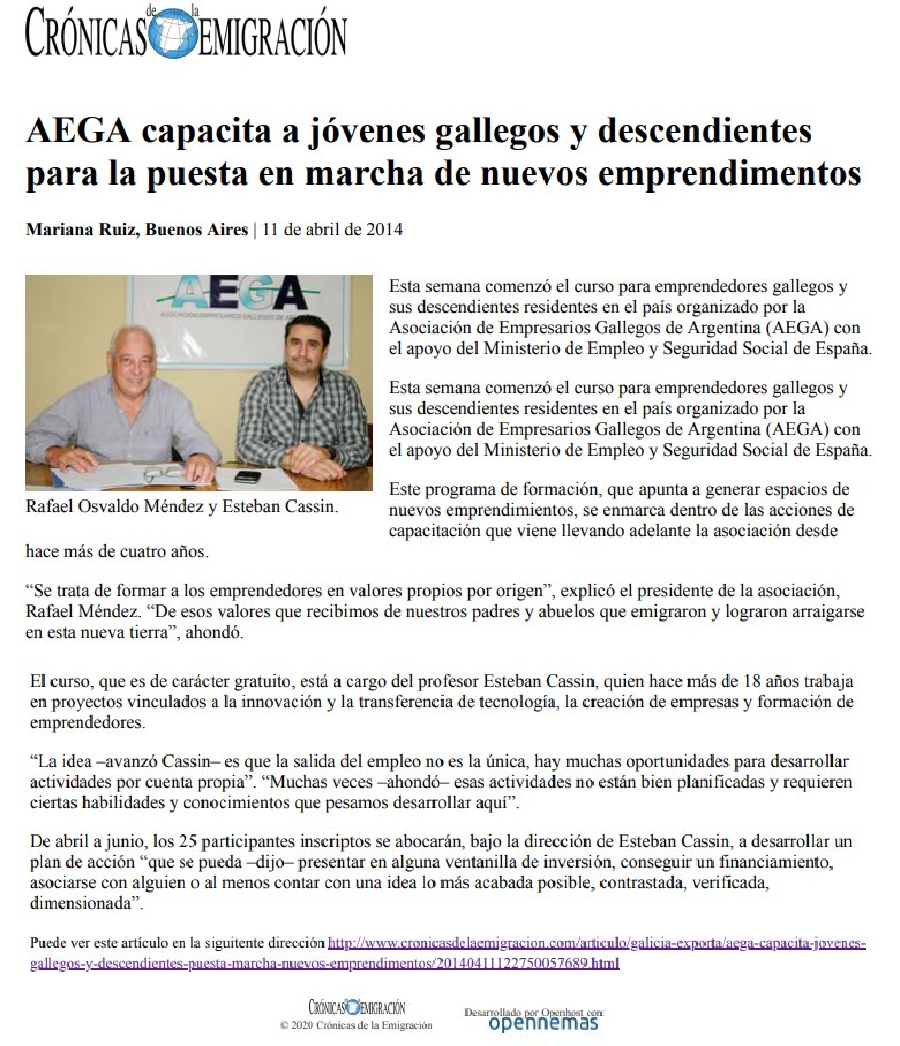 CRÓNICAS de la EMIGRACIÓN
AEGA capacita a jóvenes gallegos y descendientes
para la puesta en marcha de nuevos emprendimentos
Mariana Ruiz, Buenos Aires | 11 de abril de 2014
AEGA
ASOCIACIÓN EMPRESARIOS GALLEGOS DE
Rafael Osvaldo Méndez y Esteban Cassin.
Esta semana comenzó el curso para emprendedores gallegos y
sus descendientes residentes en el país organizado por la
Asociación de Empresarios Gallegos de Argentina (AEGA) con
el apoyo del Ministerio de Empleo y Seguridad Social de España.
Esta semana comenzó el curso para emprendedores gallegos y
sus descendientes residentes en el país organizado por la
Asociación de Empresarios Gallegos de Argentina (AEGA) con
el apoyo del Ministerio de Empleo y Seguridad Social de España.
Este programa de formación, que apunta a generar espacios de
nuevos emprendimientos, se enmarca dentro de las acciones de
capacitación que viene llevando adelante la asociación desde
hace más de cuatro años.
“Se trata de formar a los emprendedores en valores propios por origen”, explicó el presidente de la asociación,
Rafael Méndez. “De esos valores que recibimos de nuestros padres y abuelos que emigraron y lograron arraigarse
en esta nueva tierra”, ahondó.
El curso, que es de carácter gratuito, está a cargo del profesor Esteban Cassin, quien hace más de 18 años trabaja
en proyectos vinculados a la innovación y la transferencia de tecnología, la creación de empresas y formación de
emprendedores.
“La idea –avanzó Cassin– es que la salida del empleo no es la única, hay muchas oportunidades para desarrollar
actividades por cuenta propia”. “Muchas veces –ahondó– esas actividades no están bien planificadas y requieren
ciertas habilidades y conocimientos que pesamos desarrollar aquí”.
De abril a junio, los 25 participantes inscriptos se abocarán, bajo la dirección de Esteban Cassin, a desarrollar un
plan de acción “que se pueda –dijo– presentar en alguna ventanilla de inversión, conseguir un financiamiento,
asociarse con alguien o al menos contar con una idea lo más acabada posible, contrastada, verificada,
dimensionada”.
Puede ver este artículo en la siguitente dirección http://www.cronicasdelaemigracion.com/articulo/galicia-exporta/aega-capacita-jovenes-
gallegos-y-descendientes-puesta-marcha-nuevos-emprendimentos/20140411122750057689.html
CRÓNICAS EMIGRACIÓN
© 2020 Crónicas de la Emigración
Desarrollado por Openhost con:
opennemas